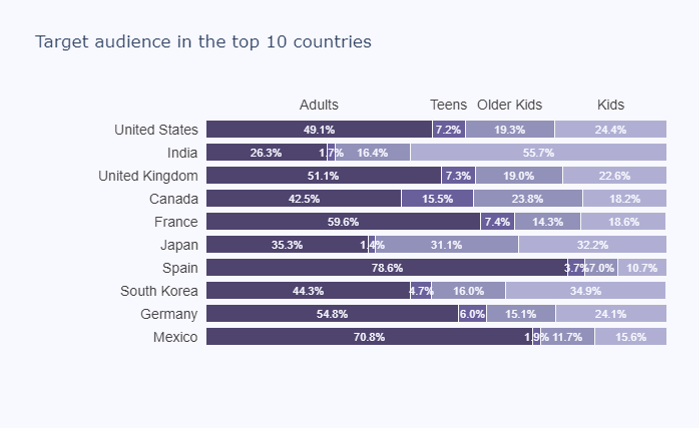 Target audience in the top 10 countries
Adults Teens Older Kids Kids
United States 49.1% 7.2% 19.3% 24.4%
India 26.3% 1.7% 16.4% 55.7%
United Kingdom 51.1% 7.3% 19.0% 22.6%
Canada 42.5% 15.5% 23.8% 18.2%
France 59.6% 7.4% 14.3% 18.6%
Japan 35.3% 1.4% 31.1% 32.2%
Spain 78.6% 3.7% 7.0% 10.7%
South Korea 44.3% 4.7% 16.0% 34.9%
Germany 54.8% 6.0% 15.1% 24.1%
Mexico 70.8% 1.9% 11.7% 15.6%